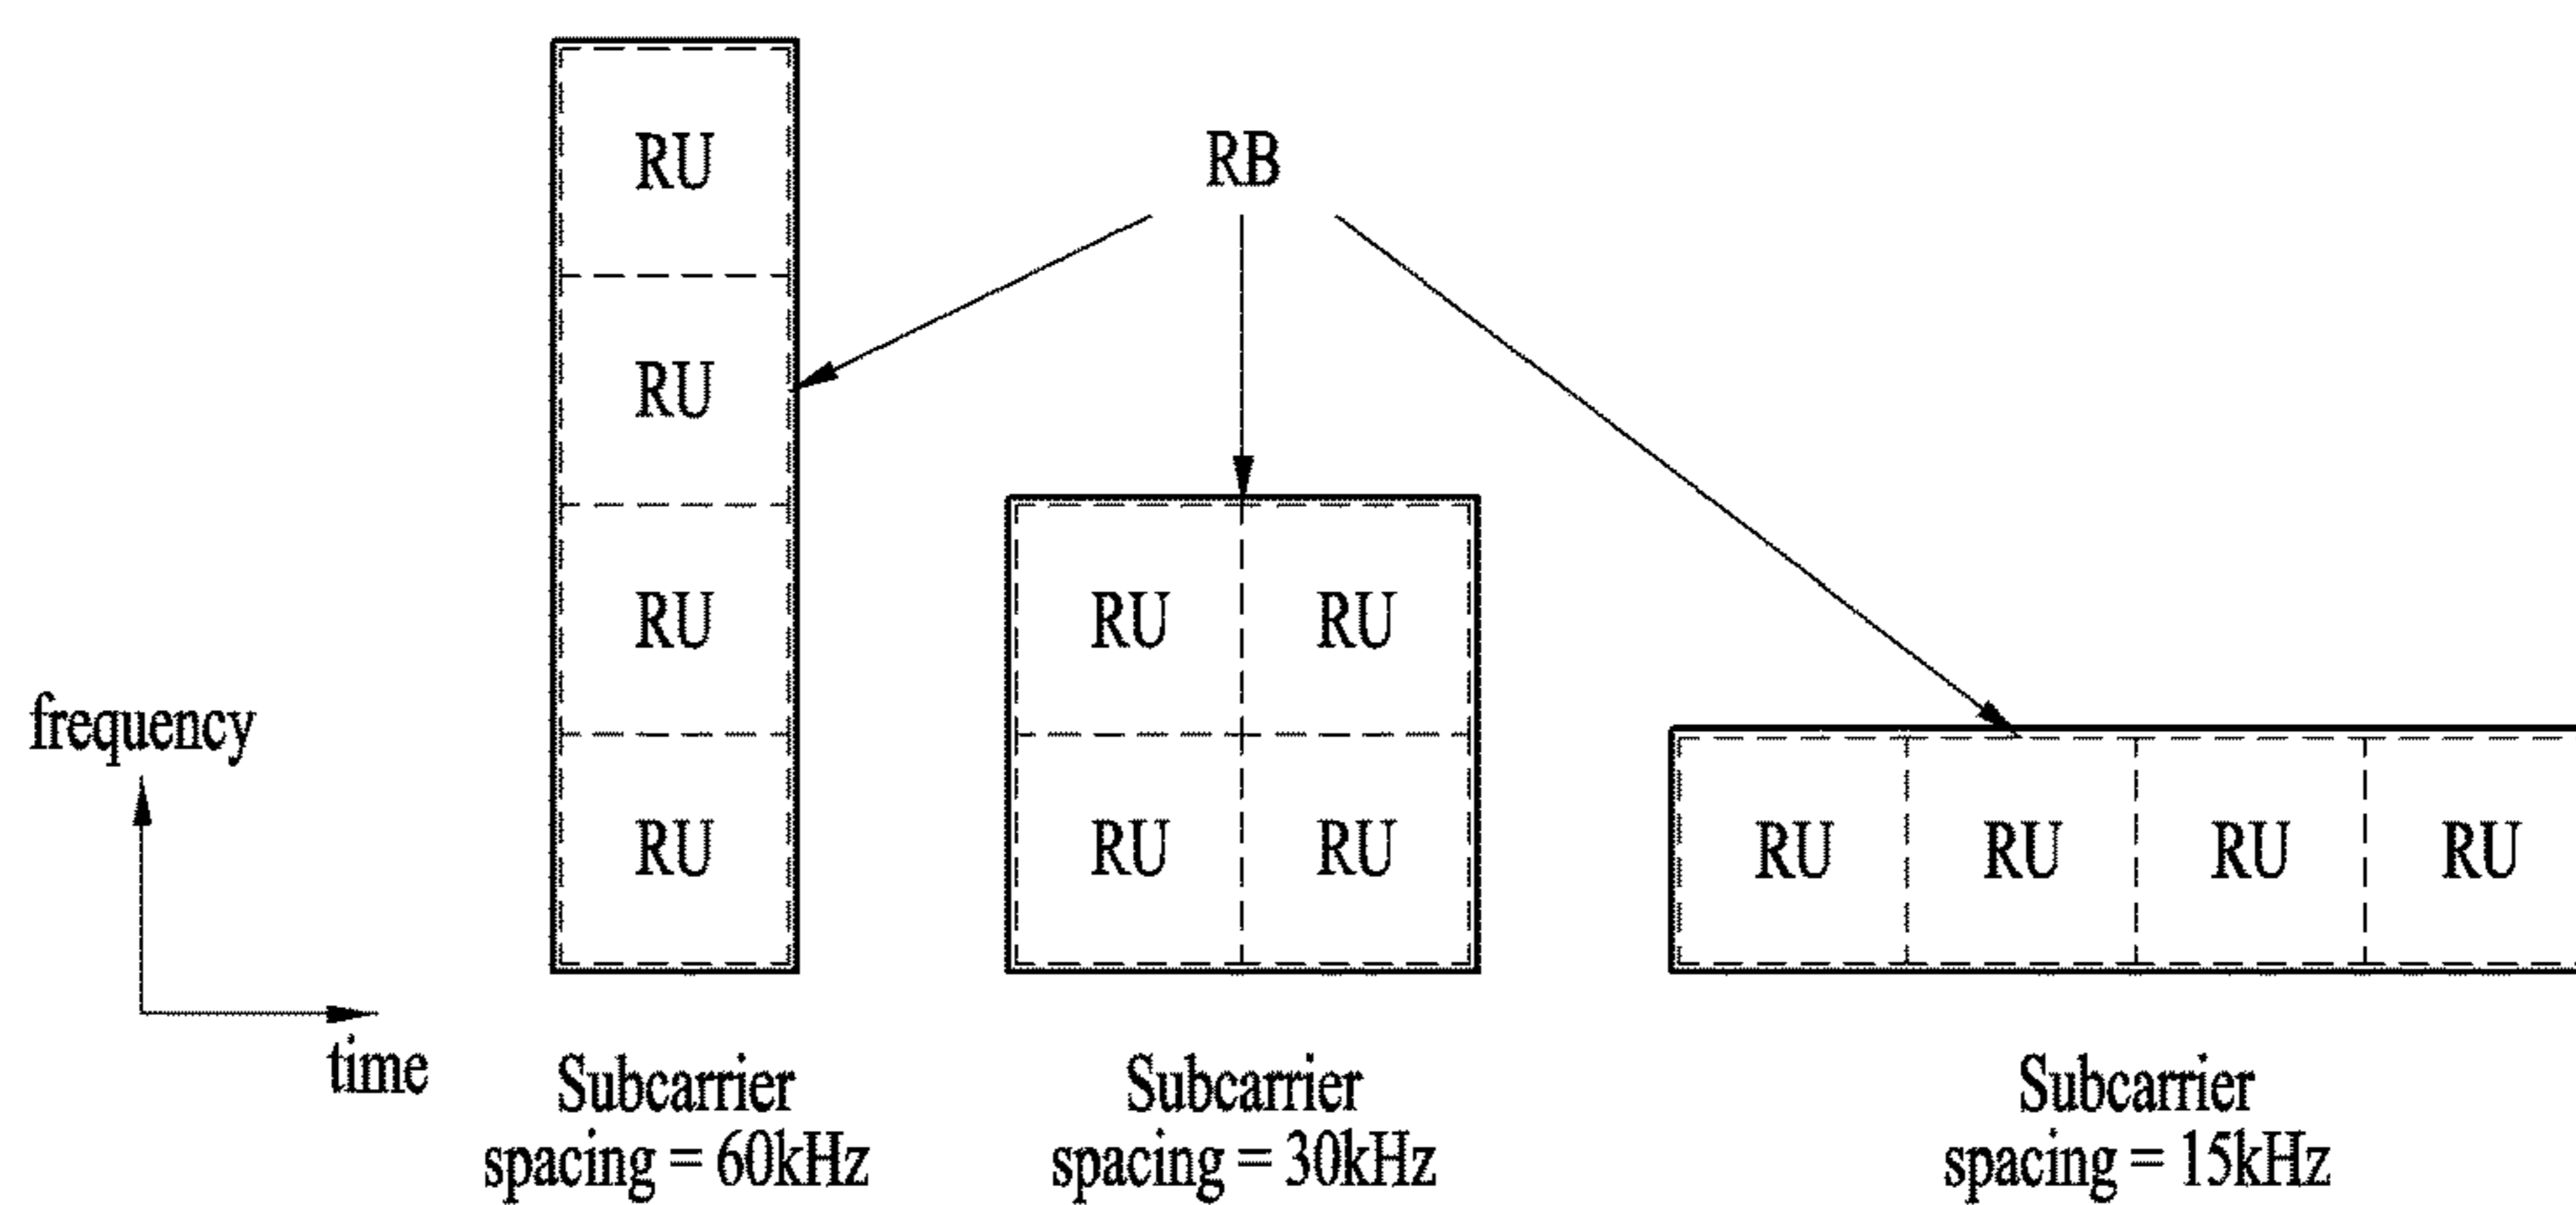 RU
RB
RU
RU
RU RU
frequency
RU
RU RU
RU RU RU RU
time
Subcarrier
spacing = 60kHz
Subcarrier
spacing = 30kHz
Subcarrier
spacing = 15kHz